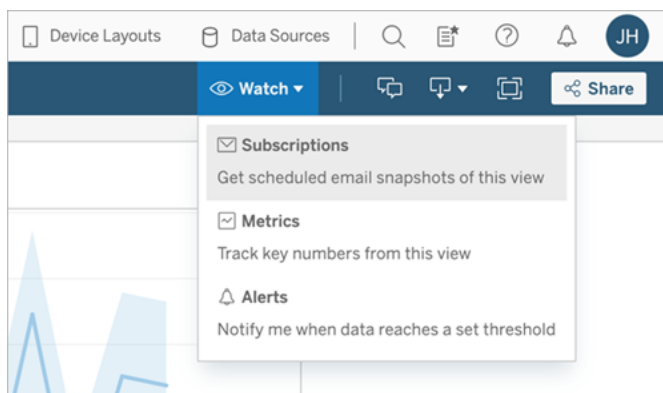 Device Layouts Data Sources JH
Watch Share
Subscriptions
Get scheduled email snapshots of this view
Metrics
Track key numbers from this view
Alerts
Notify me when data reaches a set threshold